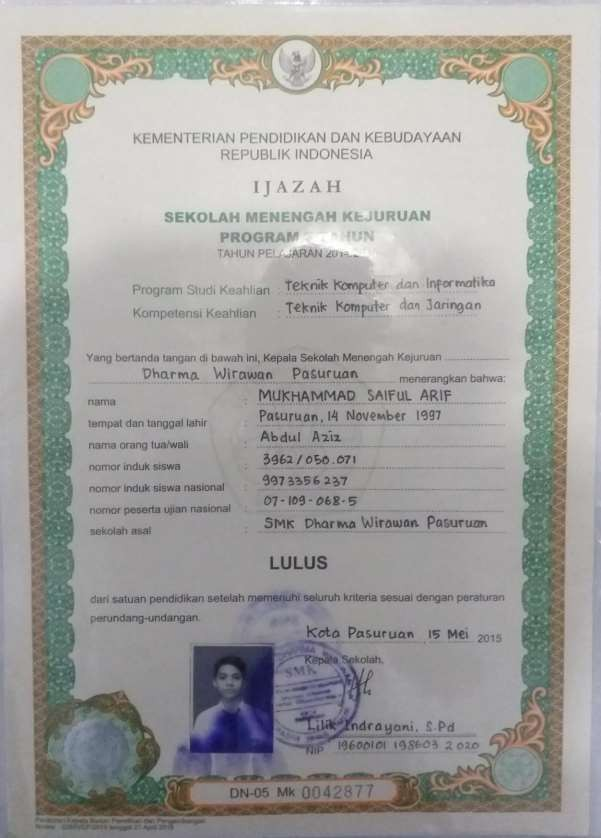 KEMENTERIAN PENDIDIKAN DAN KEBUDAYAAN
REPUBLIK INDONESIA
IJAZAH
SEKOLAH MENENGAH KEJURUAN
PROGRAM TAHUN
TAHUN PELAJARAN
Program Studi Keahlian : Teknik Komputer dan Informatika
Kompetensi Keahlian : Teknik Komputer dan Jaringan
Yang bertanda tangan di bawah ini, Kepala Sekolah Menengah Kejuruan
Dharma Wirawan Pasuruan menerangkan bahwa:
nama : MUKHAMMAD SAIFUL ARIF
tempat dan tanggal lahir : Pasuruan, 14 November 1997
nama orang tua/wali : Abdul Aziz
nomor induk siswa : 3962/050.071
nomor induk siswa nasional : 9973356237
nomor peserta ujian nasional : 07-109-068-5
sekolah asal : SMK Dharma Wirawan Pasuruan
LULUS
dari satuan pendidikan setelah memenuhi seluruh kriteria sesuai dengan peraturan
perundang-undangan.
Kota Pasuruan, 15 Mei 2015
Kepala Sekolah,
SMK
Lilik Indrayani, S.Pd
NIP 19600101 198603 2 020
DN-05 Mk 0042877